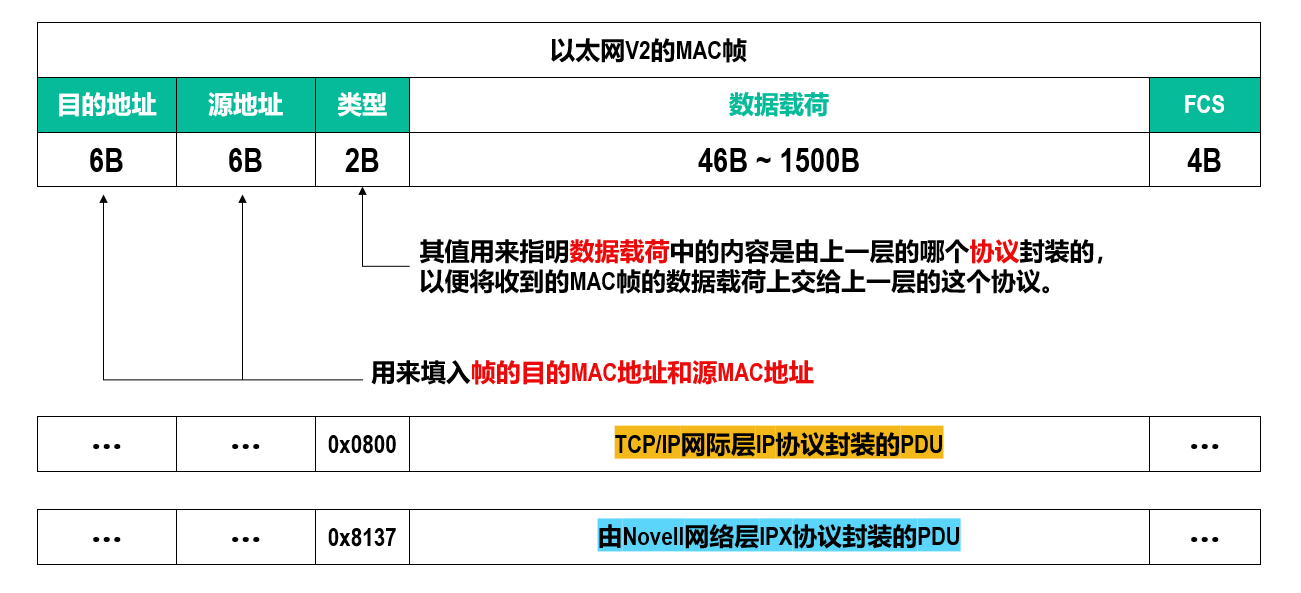 以太网V2的MAC帧
目的地址 源地址 类型 数据载荷 FCS
6B 6B 2B 46B ~ 1500B 4B
其值用来指明数据载荷中的内容是由上一层的哪个协议封装的，
以便将收到的MAC帧的数据载荷上交给上一层的这个协议。
用来填入帧的目的MAC地址和源MAC地址
... ... 0x0800 TCP/IP网际层IP协议封装的PDU ...
... ... 0x8137 由Novell网络层IPX协议封装的PDU ...